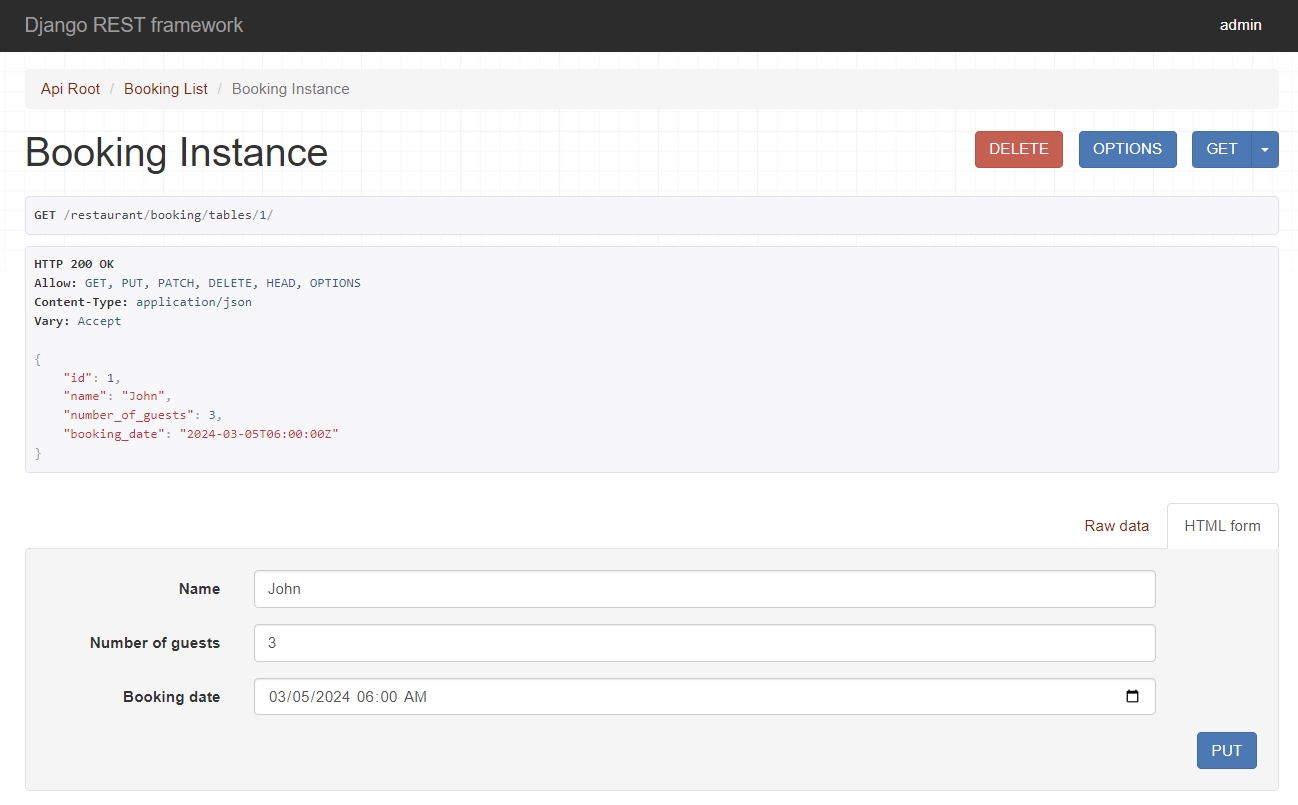 Django REST framework
admin
Api Root / Booking List / Booking Instance
Booking Instance
DELETE
OPTIONS
GET
GET /restaurant/booking/tables/1/
HTTP 200 OK
Allow: GET, PUT, PATCH, DELETE, HEAD, OPTIONS
Content-Type: application/json
Vary: Accept
{
    "id": 1,
    "name": "John",
    "number_of_guests": 3,
    "booking_date": "2024-03-05T06:00:00Z"
}
Raw data
HTML form
Name
John
Number of guests
3
Booking date
03/05/2024 06:00 AM
PUT